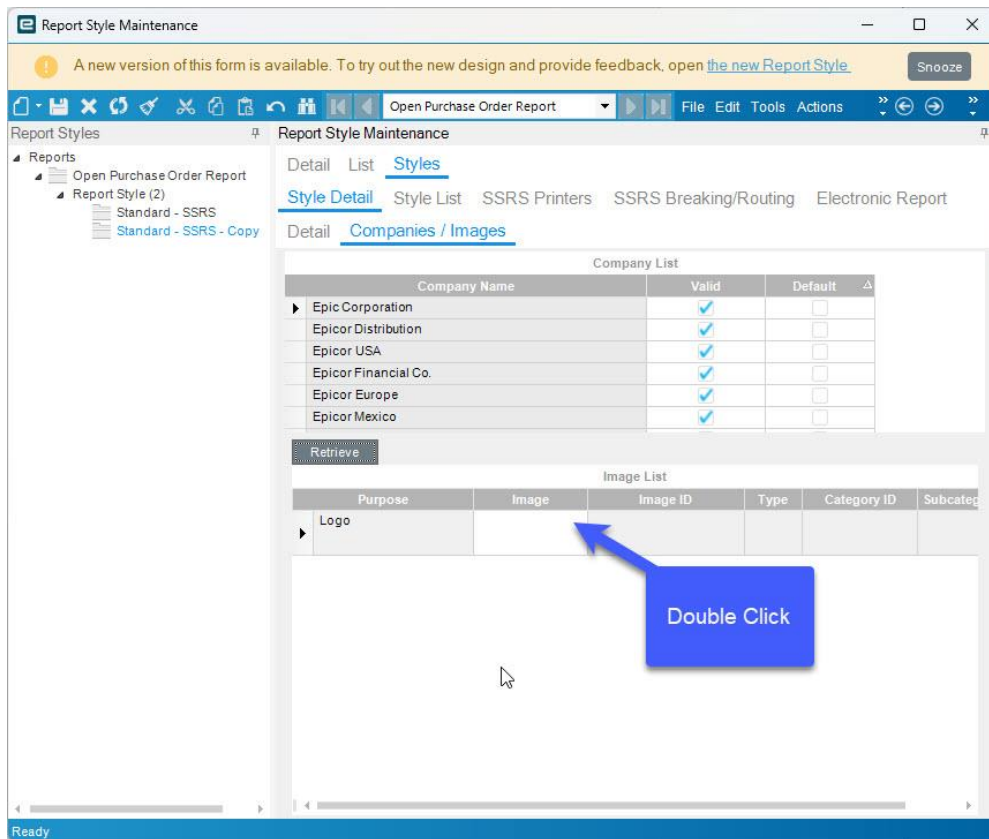 Report Style Maintenance
A new version of this form is available. To try out the new design and provide feedback, open the new Report Style
Snooze
Open Purchase Order Report File Edit Tools Actions
Report Styles
Report Style Maintenance
Reports
Open Purchase Order Report
Report Style (2)
Standard - SSRS
Standard - SSRS - Copy
Detail List Styles
Style Detail Style List SSRS Printers SSRS Breaking/Routing Electronic Report
Detail Companies / Images
Company List
Company Name Valid Default
Epic Corporation
Epicor Distribution
Epicor USA
Epicor Financial Co.
Epicor Europe
Epicor Mexico
Retrieve
Image List
Purpose Image Image ID Type Category ID Subcateg
Logo
Double Click
Ready